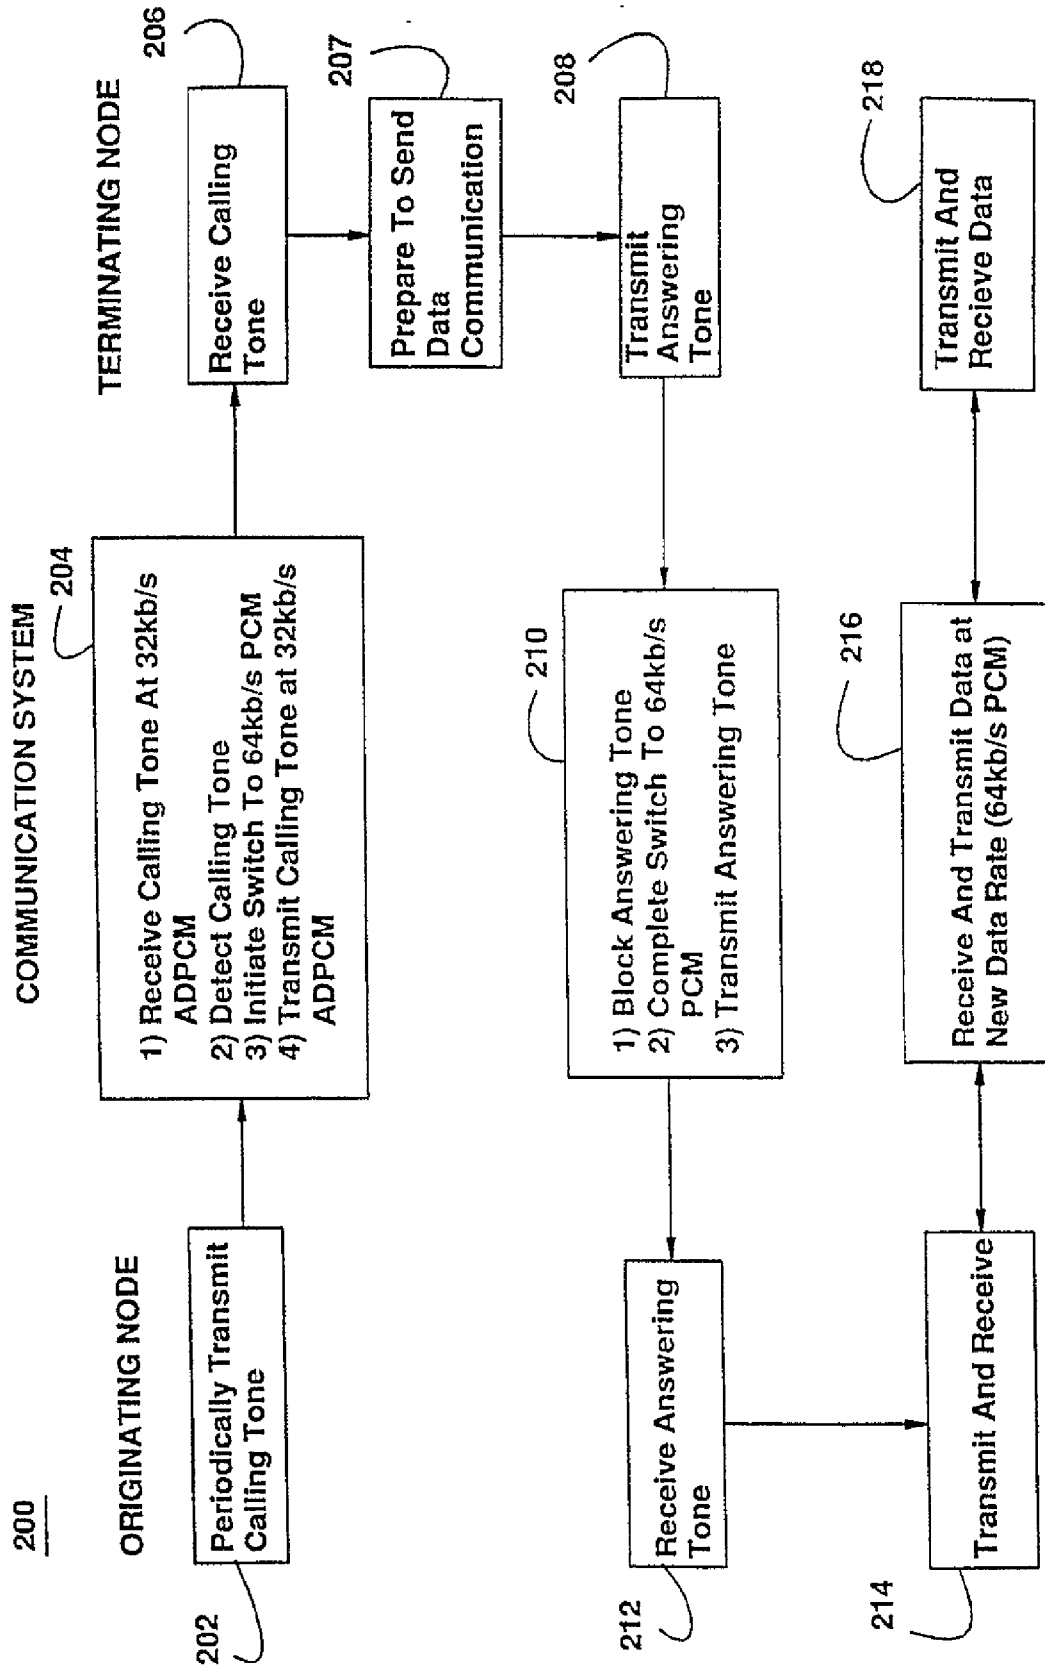 200
ORIGINATING NODE
COMMUNICATION SYSTEM
TERMINATING NODE
202
Periodically Transmit
Calling Tone
204
1) Receive Calling Tone At 32kb/s
ADPCM
2) Detect Calling Tone
3) Initiate Switch To 64kb/s PCM
4) Transmit Calling Tone at 32kb/s
ADPCM
206
Receive Calling
Tone
207
Prepare To Send
Data
Communication
208
Transmit
Answering
Tone
210
1) Block Answering Tone
2) Complete Switch To 64kb/s
PCM
3) Transmit Answering Tone
212
Receive Answering
Tone
214
Transmit And Receive
216
Receive And Transmit Data at
New Data Rate (64kb/s PCM)
218
Transmit And
Recieve Data